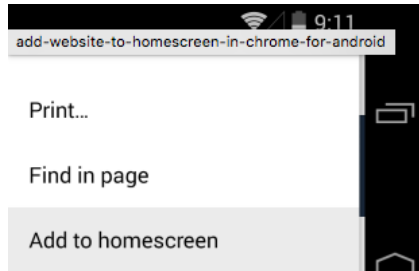 9:11
add-website-to-homescreen-in-chrome-for-android
Print...
Find in page
Add to homescreen